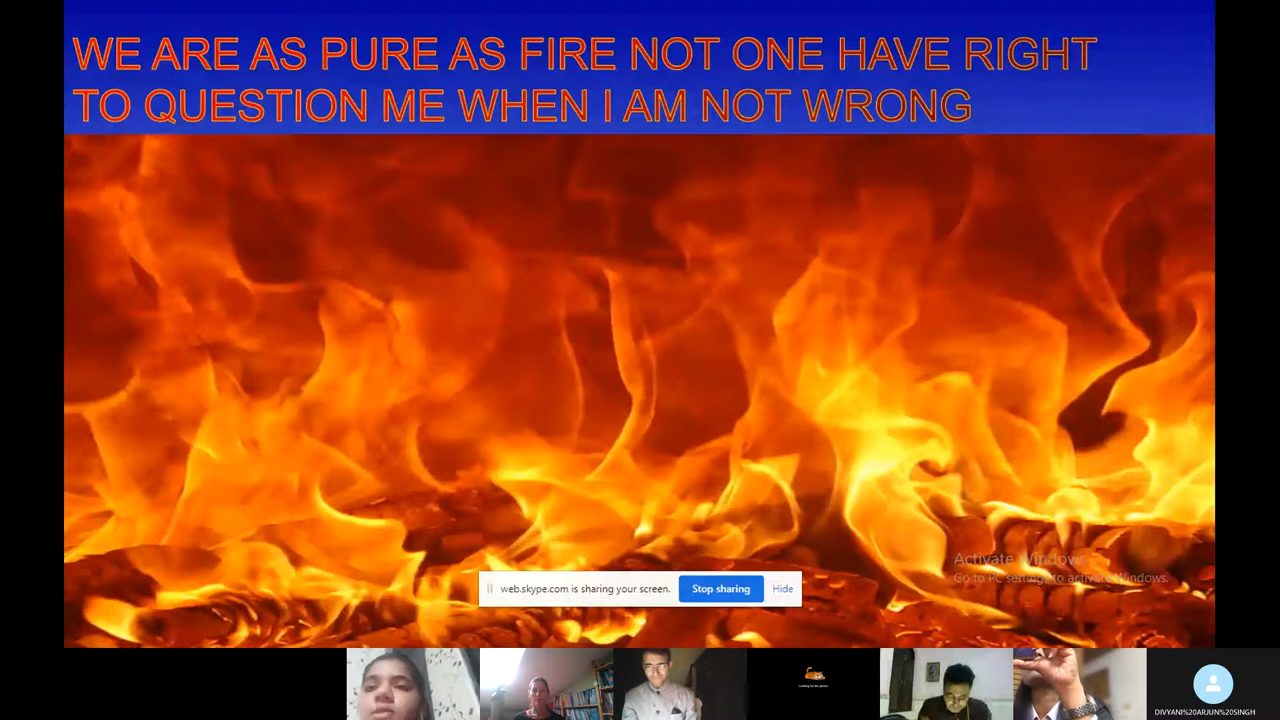 WE ARE AS PURE AS FIRE NOT ONE HAVE RIGHT
TO QUESTION ME WHEN I AM NOT WRONG
Activate Windows
Go to PC settings to activate Windows.
web.skype.com is sharing your screen.
Stop sharing
Hide
DIVYANI%20ARJUN%20SINGH